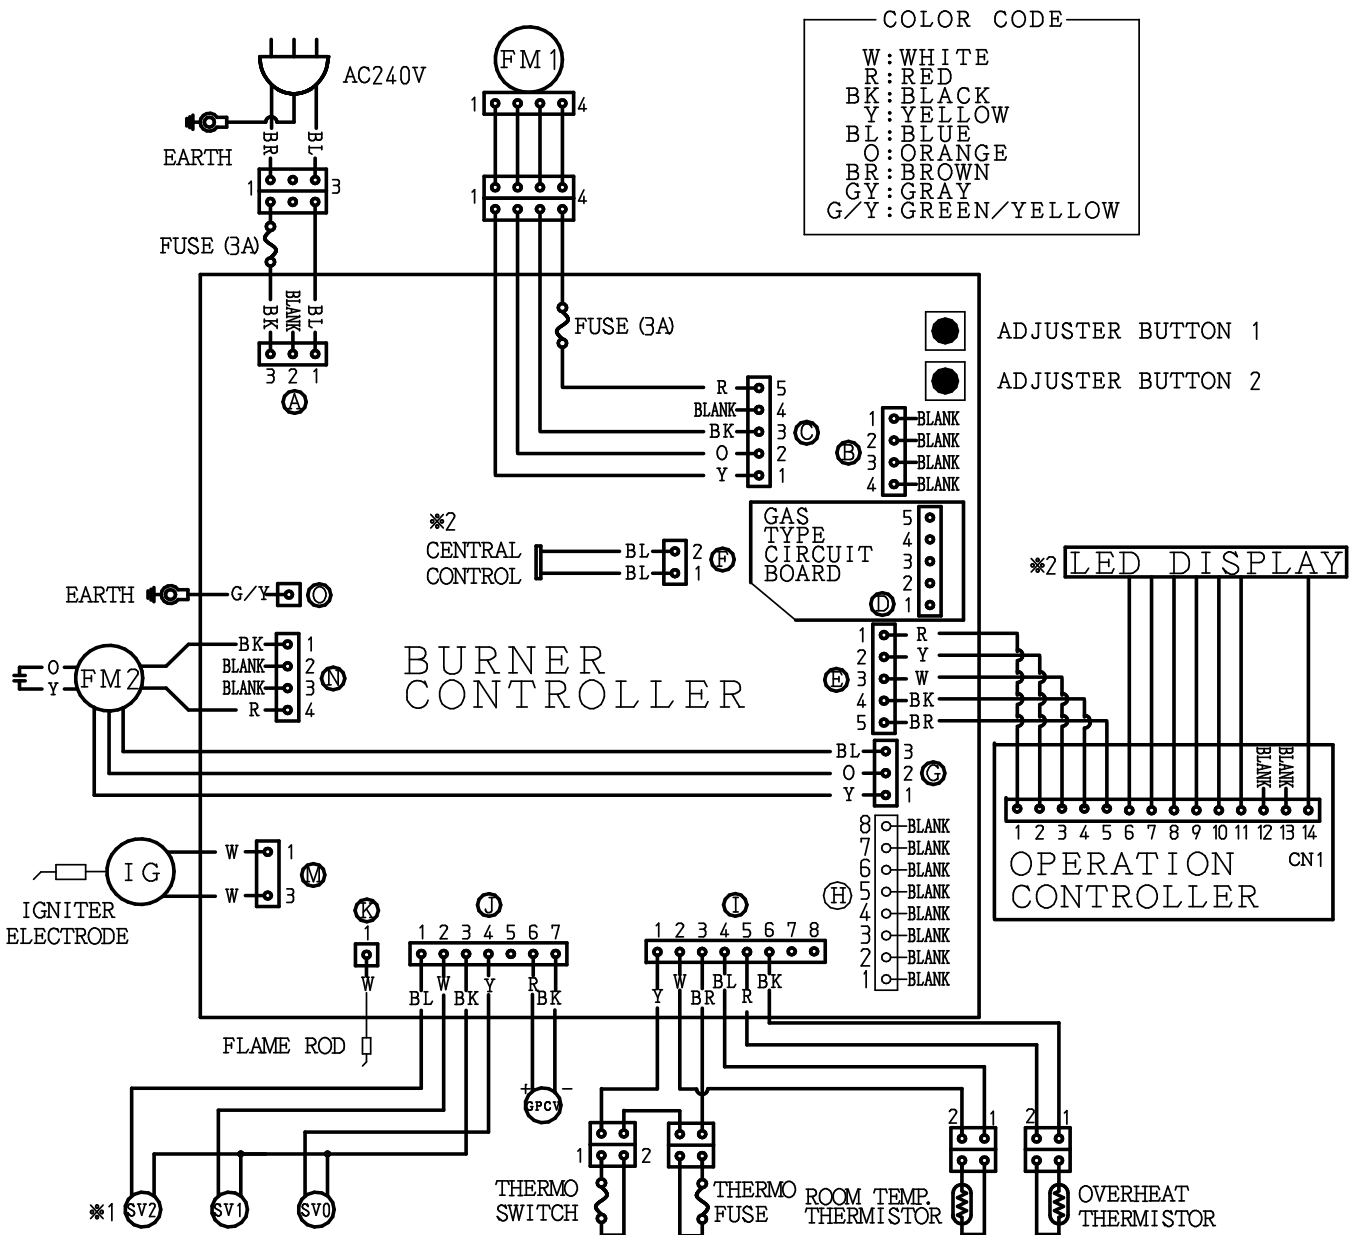 COLOR CODE
W:WHITE
R:RED
BK:BLACK
Y:YELLOW
BL:BLUE
O:ORANGE
BR:BROWN
GY:GRAY
G/Y:GREEN/YELLOW
AC240V
EARTH
BR
BL
1
3
FUSE (3A)
BK
BLANK
BL
3 2 1
A
FM1
1
4
1
4
FUSE (3A)
R 5
BLANK 4
BK 3
O 2
Y 1
C
ADJUSTER BUTTON 1
ADJUSTER BUTTON 2
B
1 BLANK
2 BLANK
3 BLANK
4 BLANK
GAS
TYPE
CIRCUIT
BOARD
5
4
3
2
1
D
※2
CENTRAL
CONTROL
BL 2
BL 1
F
※2 LED DISPLAY
EARTH
G/Y
O
O
Y
FM2
BK 1
BLANK 2
BLANK 3
R 4
N
BURNER
CONTROLLER
E
1 R
2 Y
3 W
4 BK
5 BR
BL 3
O 2
Y 1
G
BLANK
BLANK
1 2 3 4 5 6 7 8 9 10 11 12 13 14
CN1
OPERATION
CONTROLLER
IG
IGNITER
ELECTRODE
W 1
W 3
M
H
8 BLANK
7 BLANK
6 BLANK
5 BLANK
4 BLANK
3 BLANK
2 BLANK
1 BLANK
K
1
W
FLAME ROD
J
1 2 3 4 5 6 7
BL
W
BK
Y
R
BK
I
1 2 3 4 5 6 7 8
Y
W
BR
BL
R
BK
+
−
GPCV
※1
SV2
SV1
SV0
1
2
THERMO
SWITCH
THERMO
FUSE
2
1
ROOM TEMP.
THERMISTOR
2
1
OVERHEAT
THERMISTOR